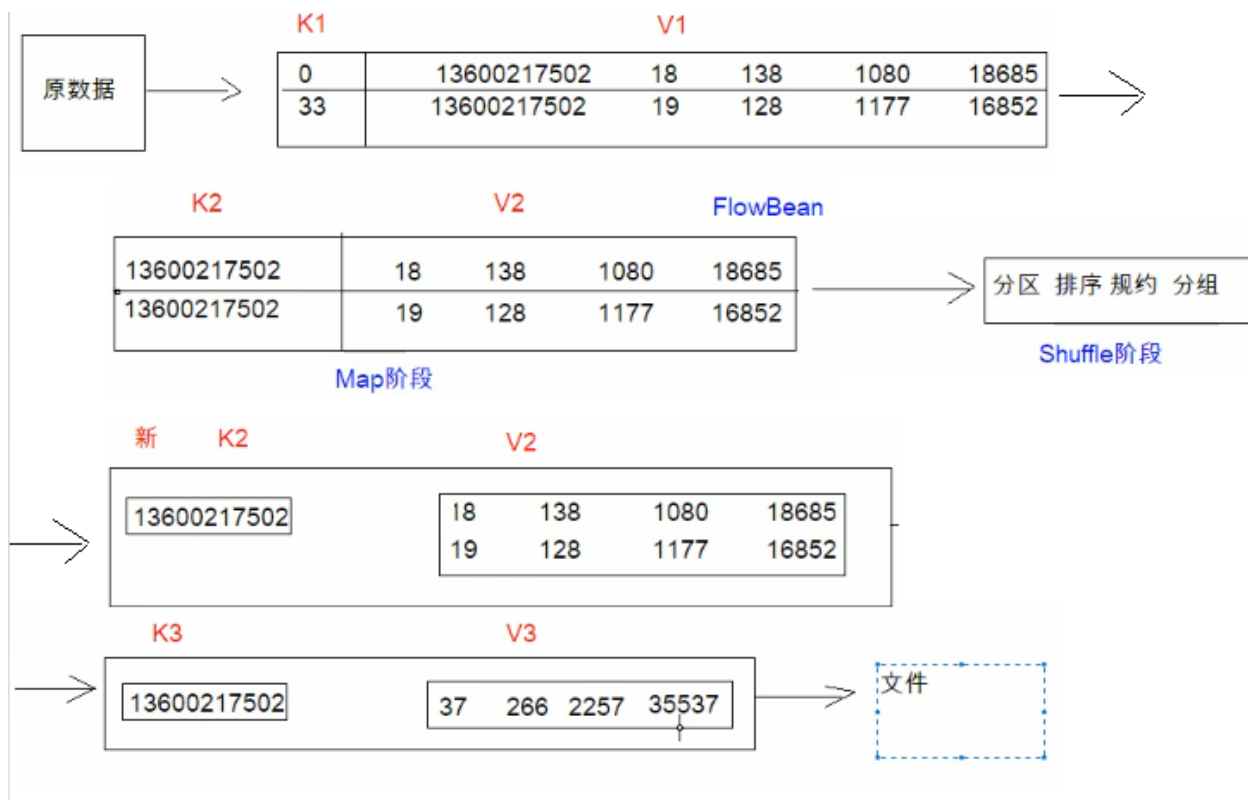 K1 V1
原数据
0 13600217502 18 138 1080 18685
33 13600217502 19 128 1177 16852
K2 V2 FlowBean
13600217502 18 138 1080 18685
13600217502 19 128 1177 16852
分区 排序 规约 分组
Shuffle阶段
Map阶段
新 K2 V2
13600217502
18 138 1080 18685
19 128 1177 16852
K3 V3
13600217502 37 266 2257 35537
文件